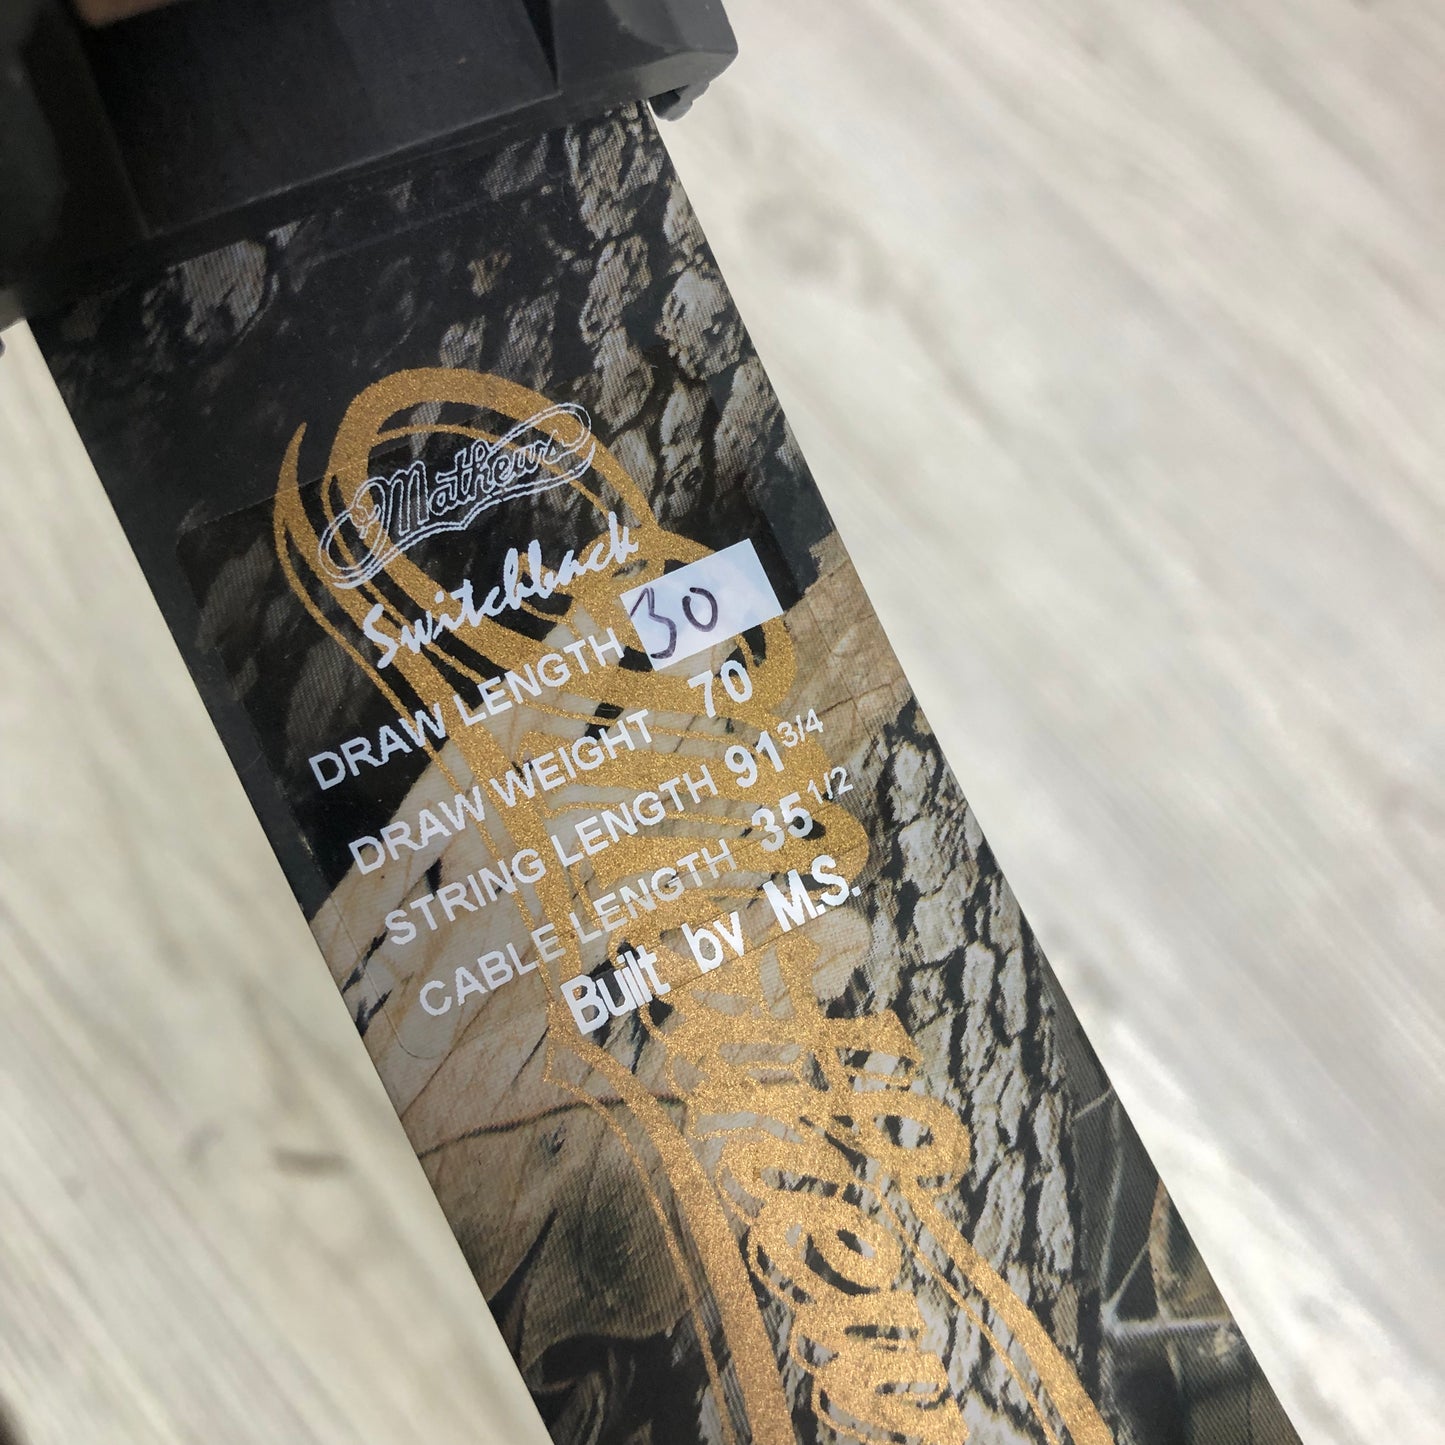 Mathews
Switchback
DRAW LENGTH 30
DRAW WEIGHT 70
STRING LENGTH 91 3/4
CABLE LENGTH 35 1/2
Built by M.S.